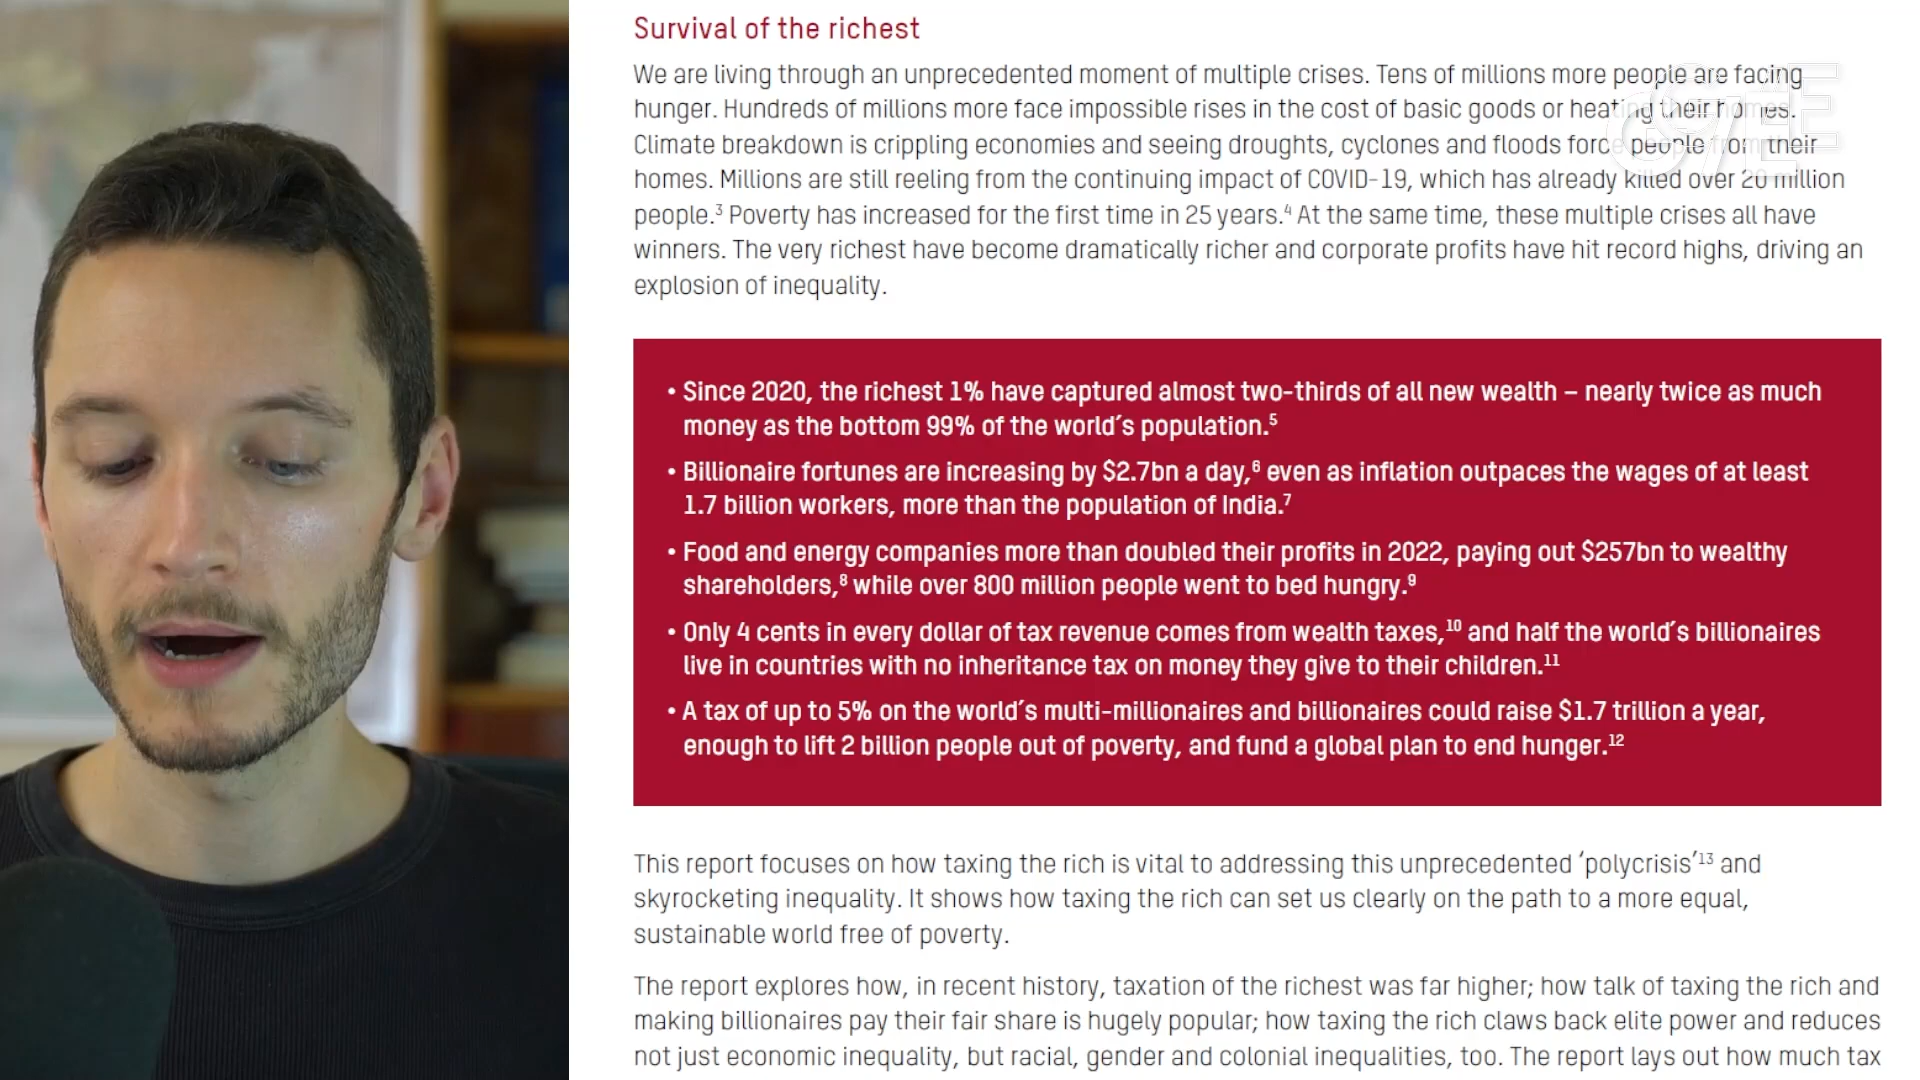 Survival of the richest
We are living through an unprecedented moment of multiple crises. Tens of millions more people are facing
hunger. Hundreds of millions more face impossible rises in the cost of basic goods or heating their homes.
Climate breakdown is crippling economies and seeing droughts, cyclones and floods force people from their
homes. Millions are still reeling from the continuing impact of COVID-19, which has already killed over 20 million
people.³ Poverty has increased for the first time in 25 years.⁴ At the same time, these multiple crises all have
winners. The very richest have become dramatically richer and corporate profits have hit record highs, driving an
explosion of inequality.
• Since 2020, the richest 1% have captured almost two-thirds of all new wealth – nearly twice as much
money as the bottom 99% of the world's population.⁵
• Billionaire fortunes are increasing by $2.7bn a day,⁶ even as inflation outpaces the wages of at least
1.7 billion workers, more than the population of India.⁷
• Food and energy companies more than doubled their profits in 2022, paying out $257bn to wealthy
shareholders,⁸ while over 800 million people went to bed hungry.⁹
• Only 4 cents in every dollar of tax revenue comes from wealth taxes,¹⁰ and half the world's billionaires
live in countries with no inheritance tax on money they give to their children.¹¹
• A tax of up to 5% on the world's multi-millionaires and billionaires could raise $1.7 trillion a year,
enough to lift 2 billion people out of poverty, and fund a global plan to end hunger.¹²
This report focuses on how taxing the rich is vital to addressing this unprecedented 'polycrisis'¹³ and
skyrocketing inequality. It shows how taxing the rich can set us clearly on the path to a more equal,
sustainable world free of poverty.
The report explores how, in recent history, taxation of the richest was far higher; how talk of taxing the rich and
making billionaires pay their fair share is hugely popular; how taxing the rich claws back elite power and reduces
not just economic inequality, but racial, gender and colonial inequalities, too. The report lays out how much tax